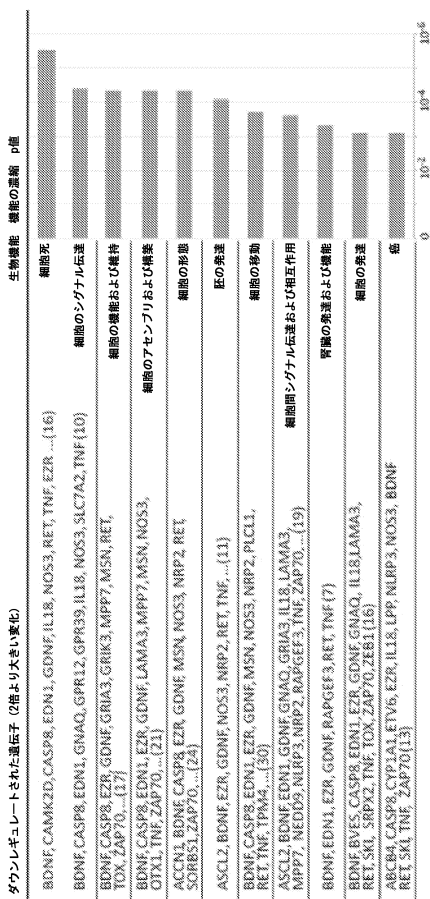 ダウンレギュレートされた遺伝子（2倍より大きい変化） 生物機能 機能の濃縮 p値
BDNF, CAMK2D, CASP8, EDN1, GDNF, IL18, NOS3, RET, TNF, EZR ...(16) 細胞死
BDNF, CASP8, EDN1, GNAQ, GPR12, GPR39, IL18, NOS3, SLC7A2, TNF (10) 細胞のシグナル伝達
BDNF, CASP8, EZR, GDNF, GRIA3, GRIK3, MPP7, MSN, RET,
TOX, ZAP70, ...(17) 細胞の機能および維持
BDNF, CASP8, EDN1, EZR, GDNF, LAMA3, MPP7, MSN, NOS3,
OTX1, TNF, ZAP70, ...(21) 細胞のアセンブリおよび構築
ACCN1, BDNF, CASP8, EZR, GDNF, MSN, NOS3, NRP2, RET,
SORBS1, ZAP70, ...(24) 細胞の形態
ASCL2, BDNF, EZR, GDNF, NOS3, NRP2, RET, TNF, ...(11) 胚の発達
BDNF, CASP8, EDN1, EZR, GDNF, MSN, NOS3, NRP2, PLCL1,
RET, TNF, TPM4, ...(30) 細胞の移動
ASCL2, BDNF, EDN1, GDNF, GNAQ, GRIA3, IL18, LAMA3,
MPP7, NEDD9, NLRP3, NRP2, RAPGEF3, TNF, ZAP70, ...(19) 細胞間シグナル伝達および相互作用
BDNF, EDN1, EZR, GDNF, RAPGEF3, RET, TNF (7) 腎臓の発達および機能
BDNF, BVES, CASP8, EDN1, EZR, GDNF, GNAQ, IL18, LAMA3,
RET, SKI, SRPX2, TNF, TOX, ZAP70, ZEB1 (16) 細胞の発達
ABCB4, CASP8, CYP1A1, ETV6, EZR, IL18, LPP, NLRP3, NOS3, BDNF
RET, SKI, TNF, ZAP70 (13) 癌
0 10⁻² 10⁻⁴ 10⁻⁶